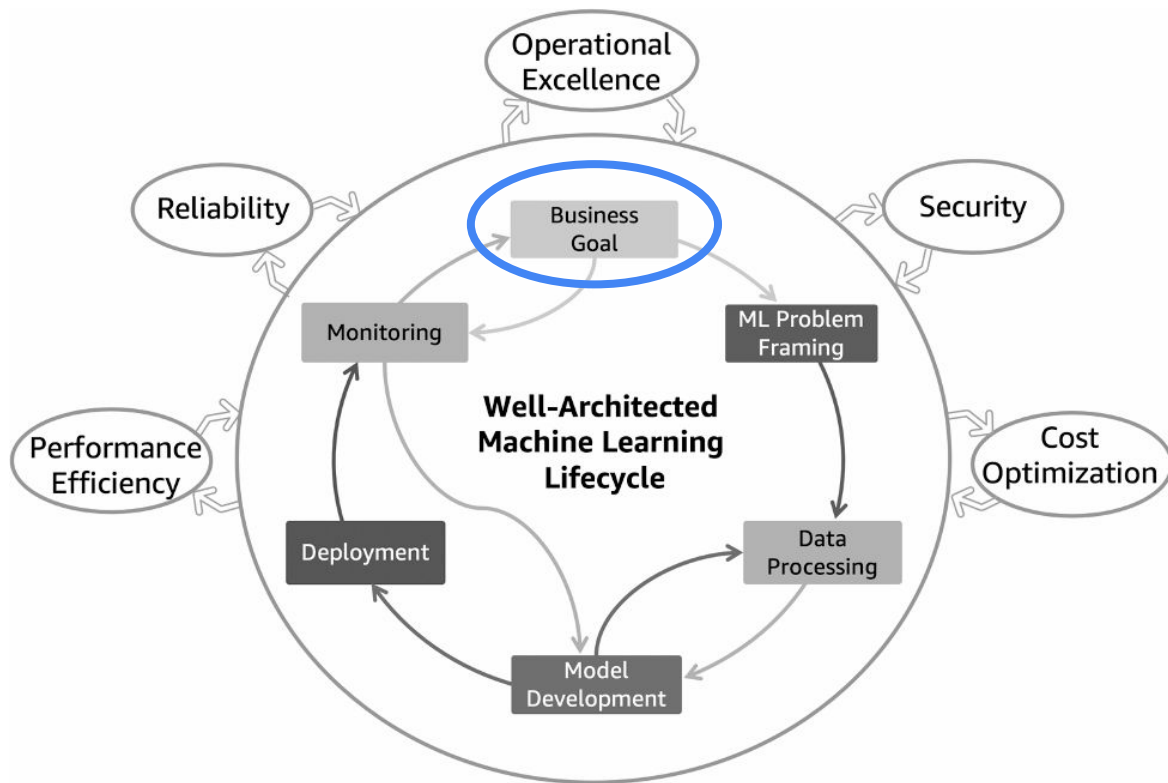 Operational
Excellence
Reliability
Security
Business
Goal
Monitoring
ML Problem
Framing
Well-Architected
Machine Learning
Lifecycle
Performance
Efficiency
Cost
Optimization
Deployment
Data
Processing
Model
Development